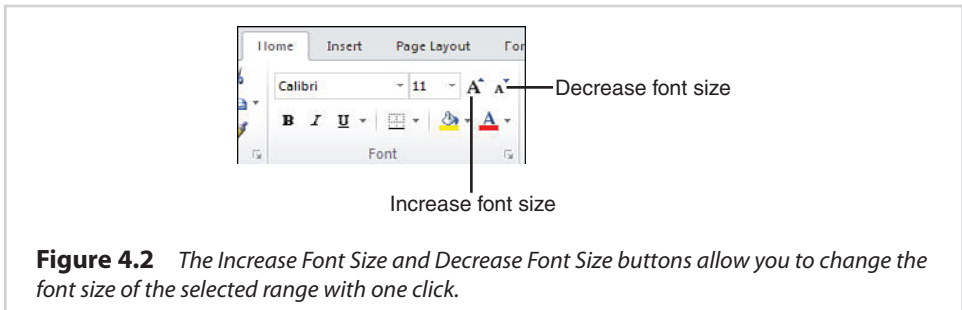 Home Insert Page Layout For
Calibri 11 A A
Decrease font size
B I U A
Font
Increase font size
Figure 4.2 The Increase Font Size and Decrease Font Size buttons allow you to change the
font size of the selected range with one click.